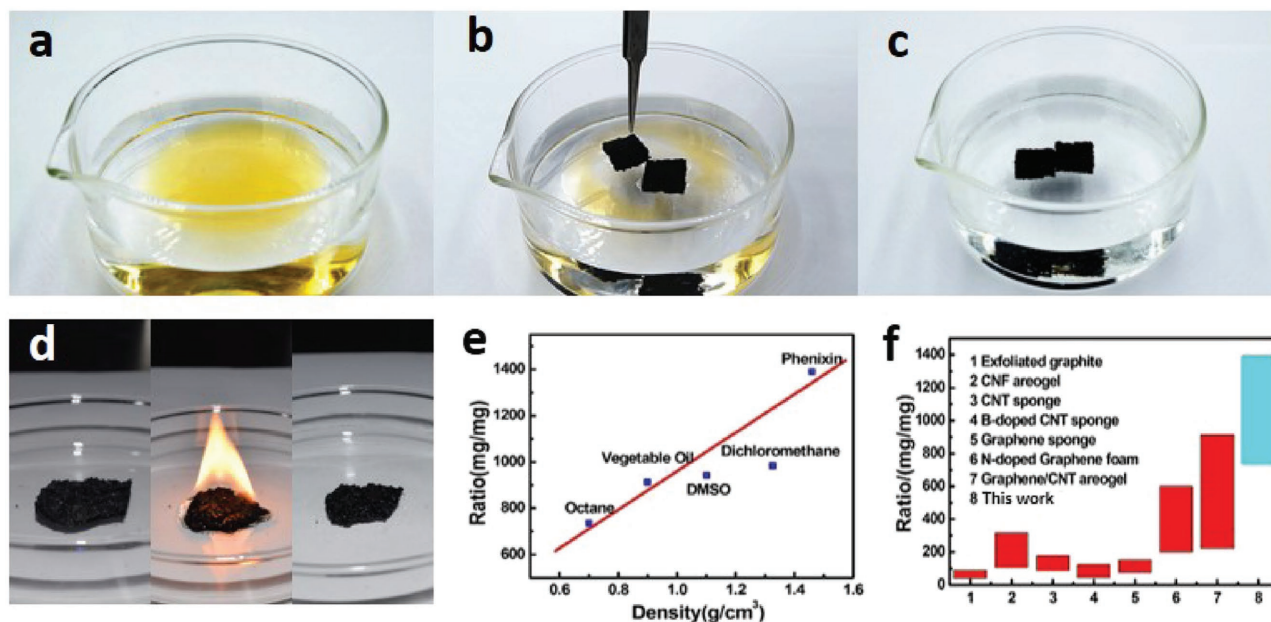 a
b
c
d
e
Ratio(mg/mg)
1400
1200
1000
800
600
Phenixin
Dichloromethane
Vegetable Oil
DMSO
Octane
0.6 0.8 1.0 1.2 1.4 1.6
Density(g/cm³)
f
Ratio/(mg/mg)
1400
1200
1000
800
600
400
200
0
1 Exfoliated graphite
2 CNF areogel
3 CNT sponge
4 B-doped CNT sponge
5 Graphene sponge
6 N-doped Graphene foam
7 Graphene/CNT areogel
8 This work
1 2 3 4 5 6 7 8